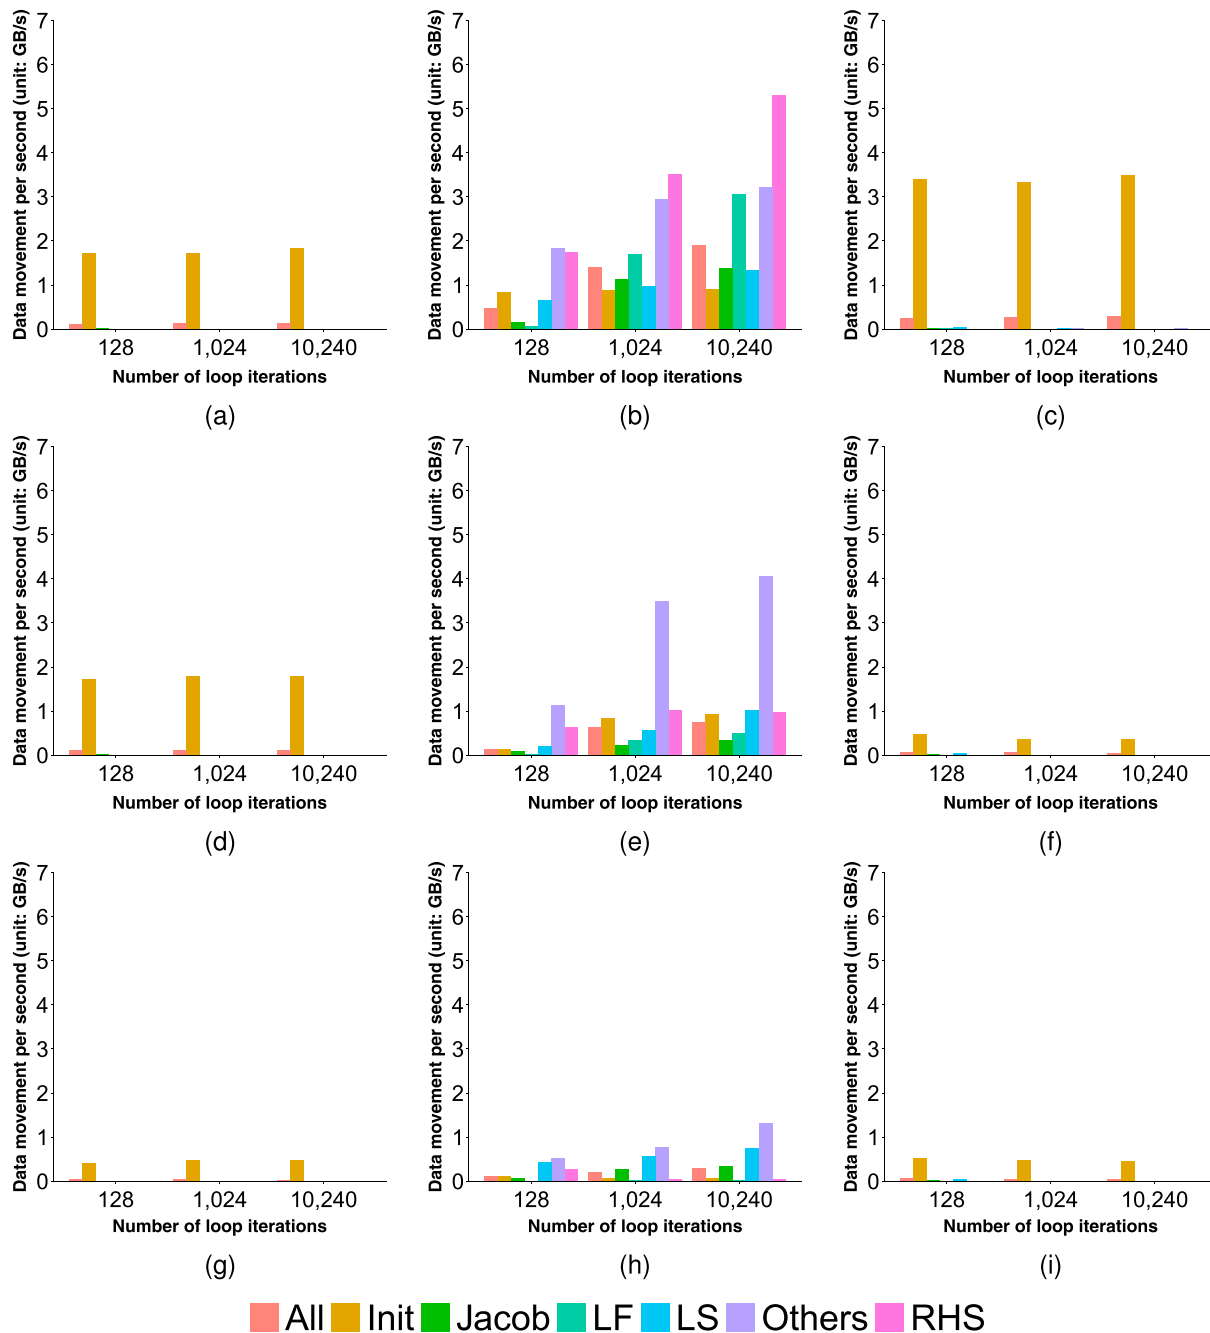 Data movement per second (unit: GB/s)
7
6
5
4
3
2
1
0
128 1,024 10,240
Number of loop iterations
(a)
Data movement per second (unit: GB/s)
7
6
5
4
3
2
1
0
128 1,024 10,240
Number of loop iterations
(b)
Data movement per second (unit: GB/s)
7
6
5
4
3
2
1
0
128 1,024 10,240
Number of loop iterations
(c)
Data movement per second (unit: GB/s)
7
6
5
4
3
2
1
0
128 1,024 10,240
Number of loop iterations
(d)
Data movement per second (unit: GB/s)
7
6
5
4
3
2
1
0
128 1,024 10,240
Number of loop iterations
(e)
Data movement per second (unit: GB/s)
7
6
5
4
3
2
1
0
128 1,024 10,240
Number of loop iterations
(f)
Data movement per second (unit: GB/s)
7
6
5
4
3
2
1
0
128 1,024 10,240
Number of loop iterations
(g)
Data movement per second (unit: GB/s)
7
6
5
4
3
2
1
0
128 1,024 10,240
Number of loop iterations
(h)
Data movement per second (unit: GB/s)
7
6
5
4
3
2
1
0
128 1,024 10,240
Number of loop iterations
(i)
All Init Jacob LF LS Others RHS